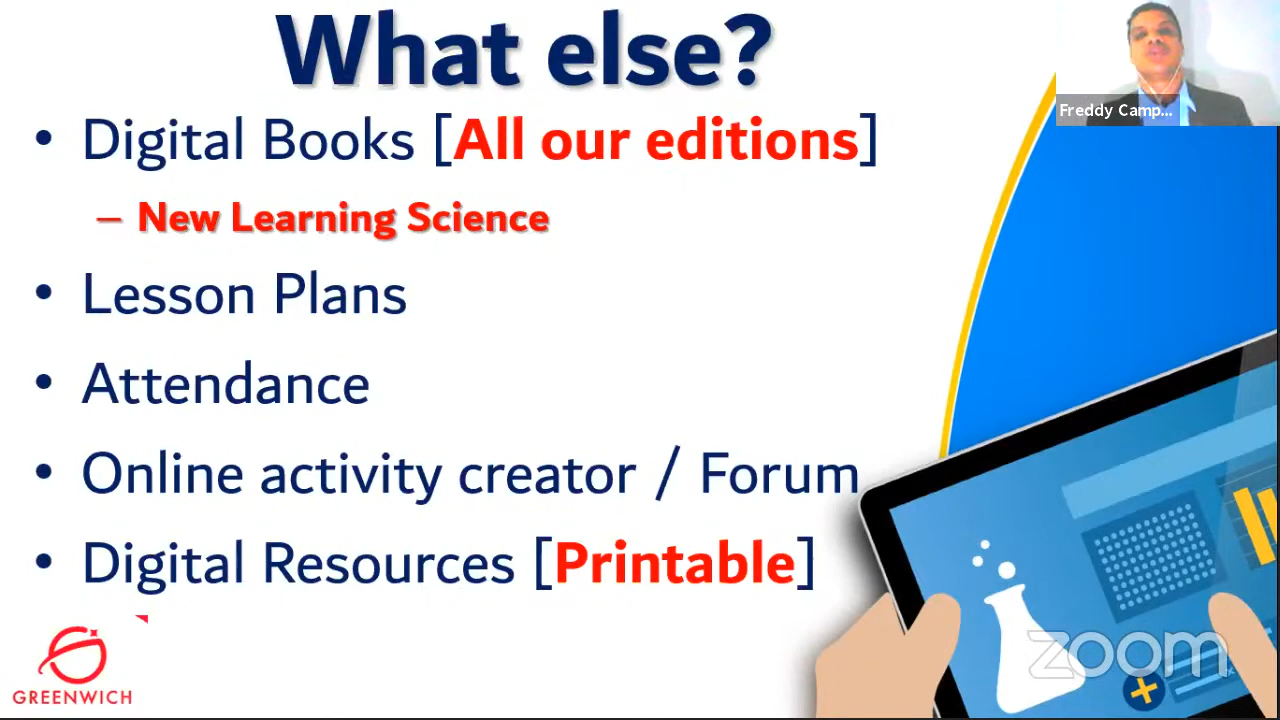 What else?
Freddy Camp...
• Digital Books [All our editions]
– New Learning Science
• Lesson Plans
• Attendance
• Online activity creator / Forum
• Digital Resources [Printable]
GREENWICH
zoom